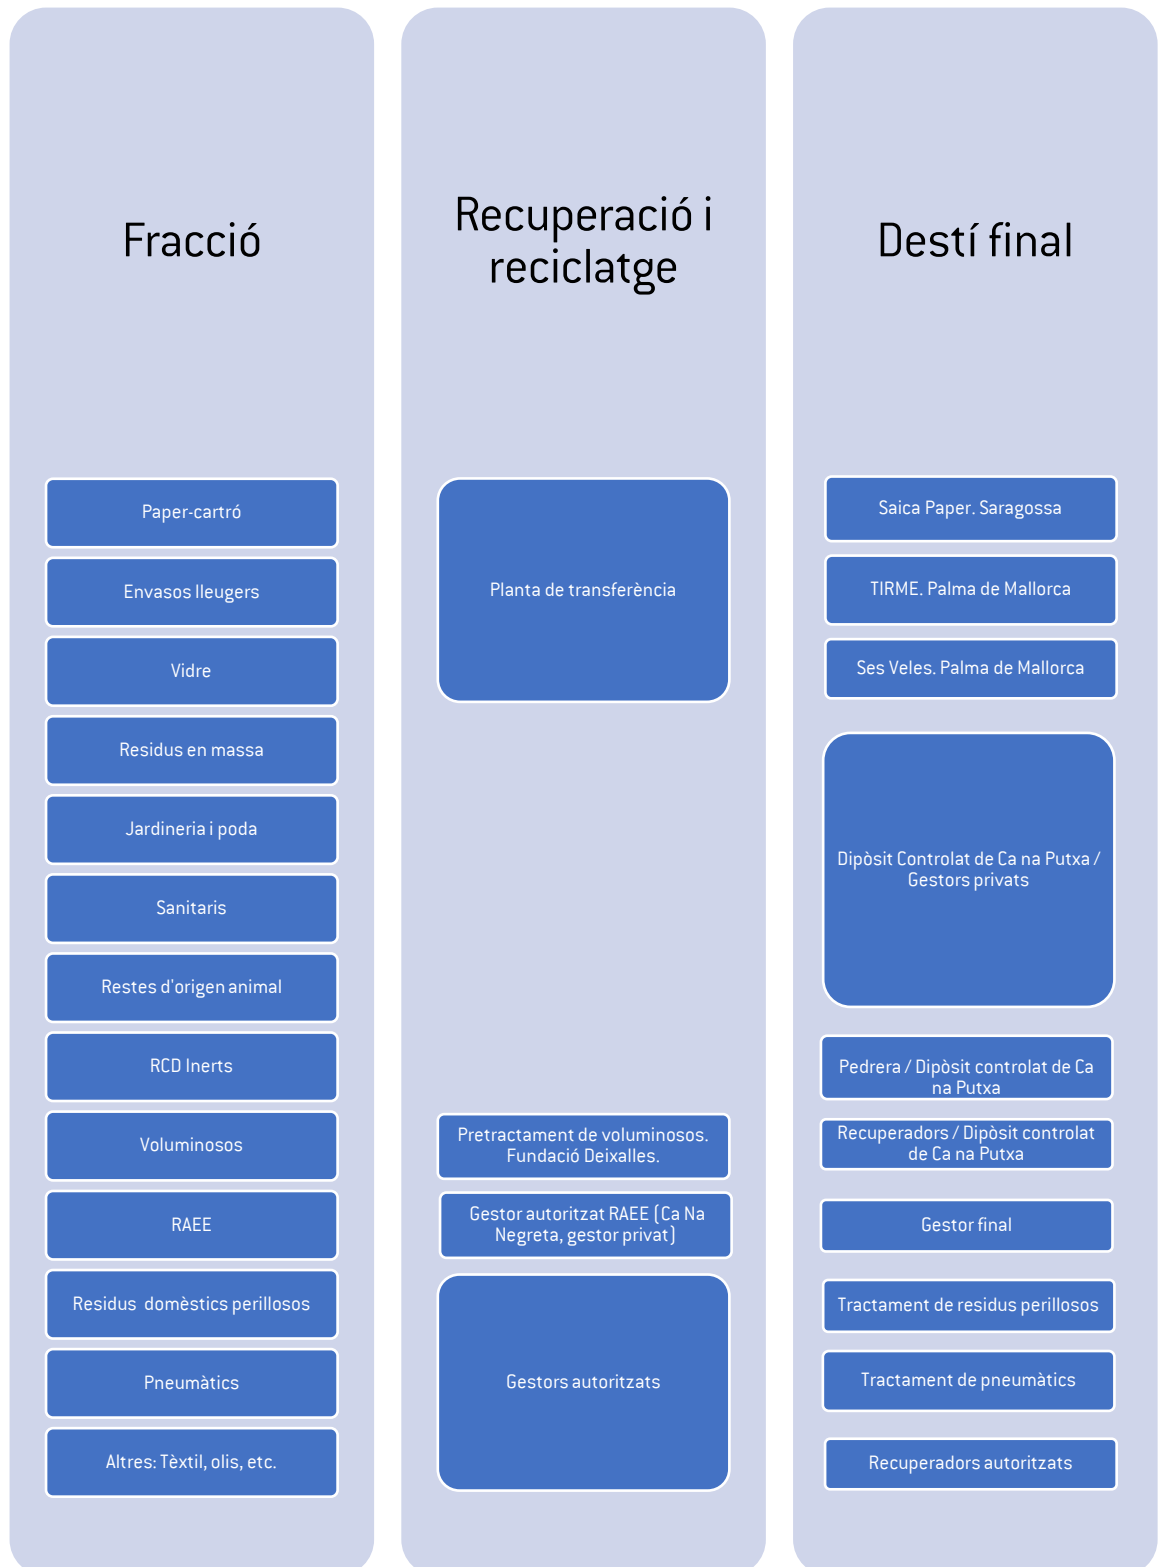 Fracció
Paper-cartró
Envasos lleugers
Vidre
Residus en massa
Jardineria i poda
Sanitaris
Restes d'origen animal
RCD Inerts
Voluminosos
RAEE
Residus domèstics perillosos
Pneumàtics
Altres: Tèxtil, olis, etc.
Recuperació i
reciclatge
Planta de transferència
Pretractament de voluminosos.
Fundació Deixalles.
Gestor autoritzat RAEE (Ca Na
Negreta, gestor privat)
Gestors autoritzats
Destí final
Saica Paper. Saragossa
TIRME. Palma de Mallorca
Ses Veles. Palma de Mallorca
Dipòsit Controlat de Ca na Putxa /
Gestors privats
Pedrera / Dipòsit controlat de Ca
na Putxa
Recuperadors / Dipòsit controlat
de Ca na Putxa
Gestor final
Tractament de residus perillosos
Tractament de pneumàtics
Recuperadors autoritzats